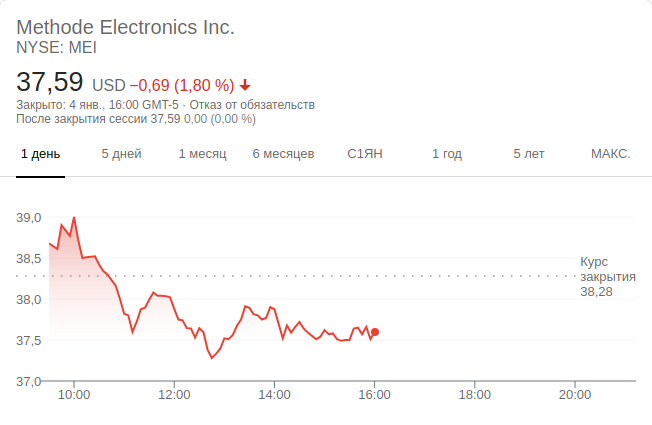 Methode Electronics Inc.
NYSE: MEI
37,59 USD −0,69 (1,80 %)
Закрыто: 4 янв., 16:00 GMT-5 · Отказ от обязательств
После закрытия сессии 37,59 0,00 (0,00 %)
1 день 5 дней 1 месяц 6 месяцев С1ЯН 1 год 5 лет МАКС.
39,0
38,5
Курс
закрытия
38,28
38,0
37,5
37,0
10:00 12:00 14:00 16:00 18:00 20:00